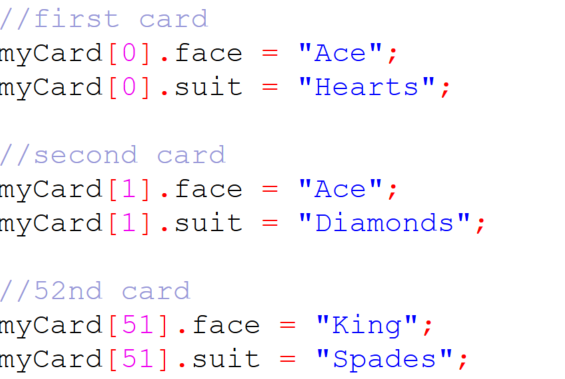 //first card
myCard[0].face = "Ace";
myCard[0].suit = "Hearts";
//second card
myCard[1].face = "Ace";
myCard[1].suit = "Diamonds";
//52nd card
myCard[51].face = "King";
myCard[51].suit = "Spades";